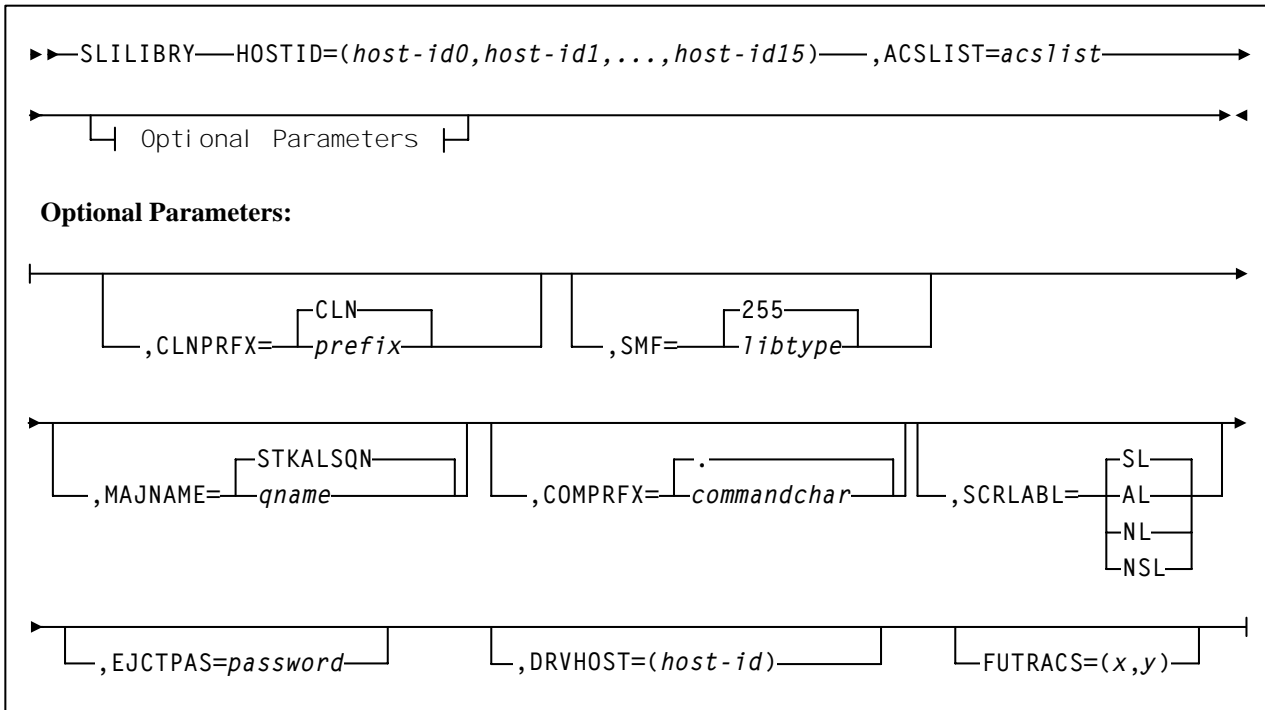 SLILIBRY HOSTID=(host-id0,host-id1,...,host-id15) ,ACSLIST=acslist
Optional Parameters
Optional Parameters:
CLN
,CLNPRFX= prefix
255
,SMF= libtype
STKALSQN
,MAJNAME= qname
.
,COMPRFX= commandchar
SL
,SCRLABL= AL
NL
NSL
,EJCTPAS=password ,DRVHOST=(host-id) FUTRACS=(x,y)